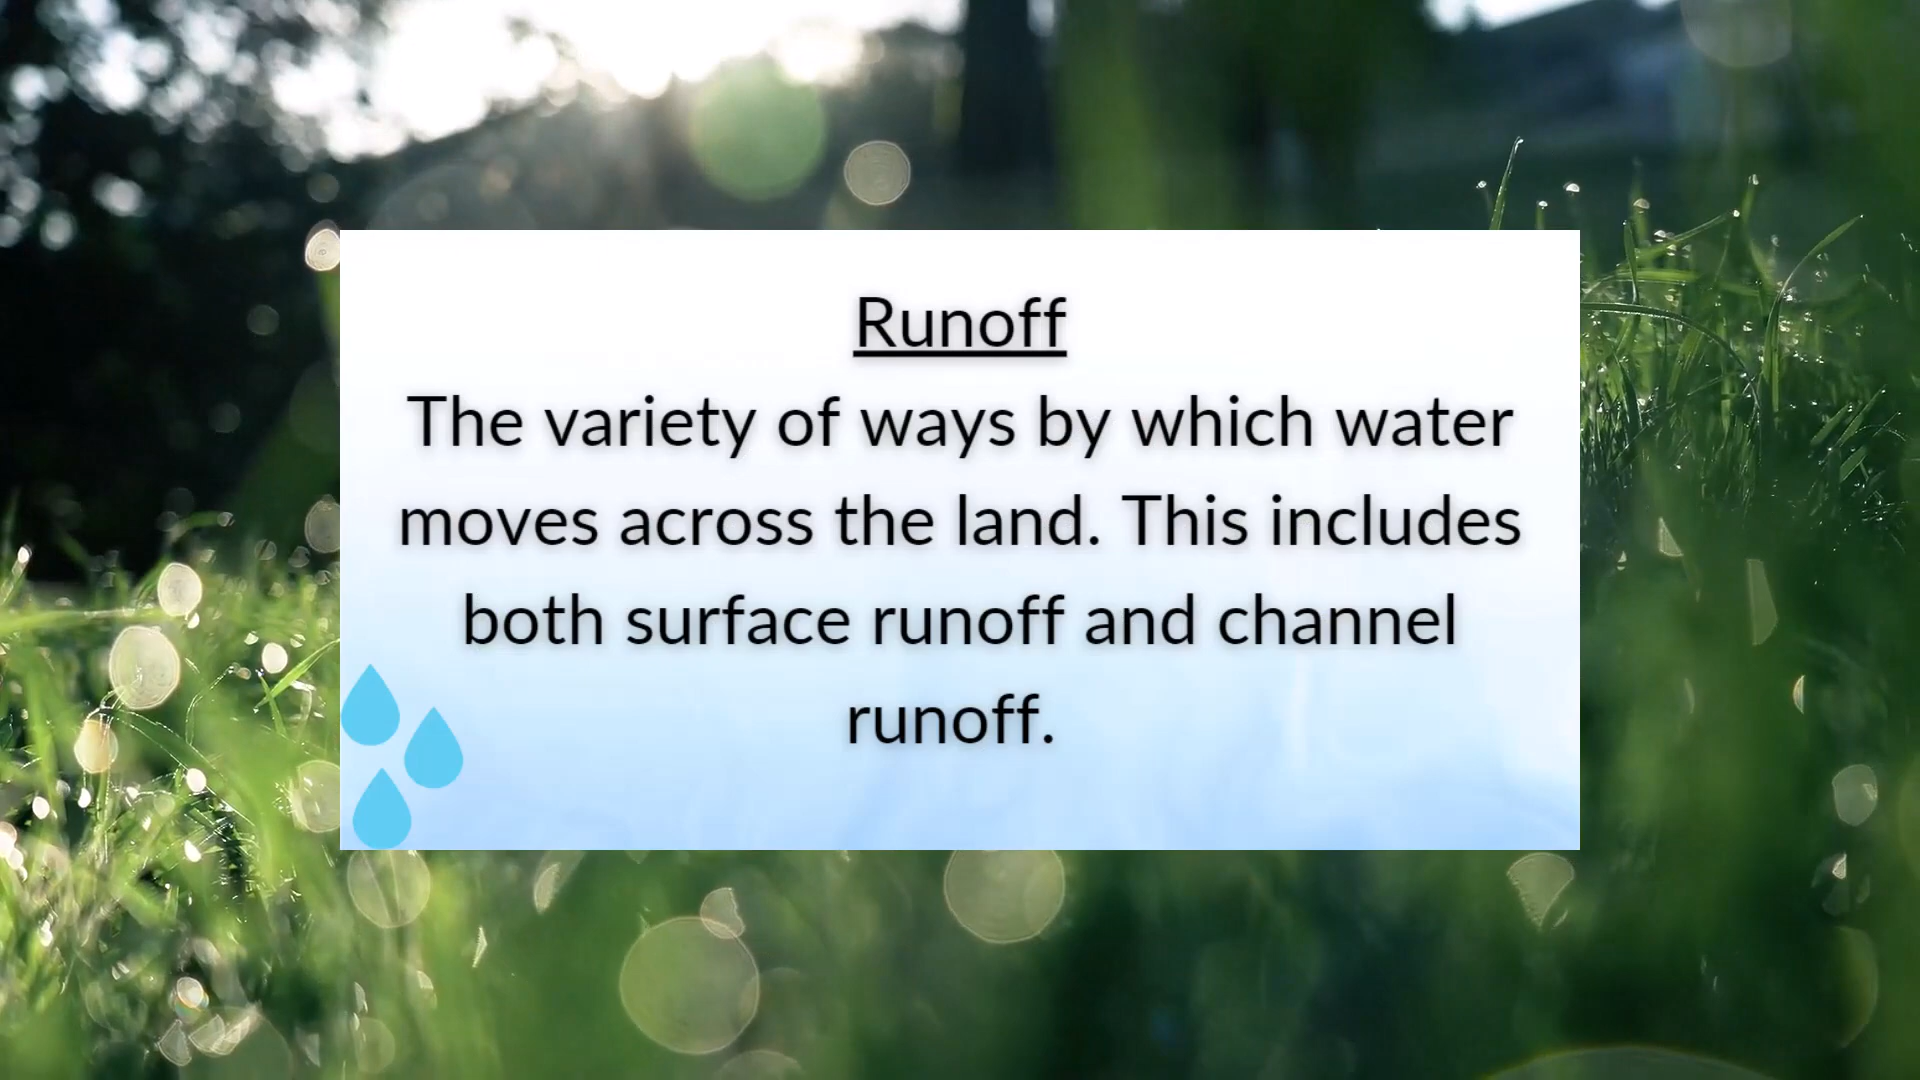 Runoff
The variety of ways by which water
moves across the land. This includes
both surface runoff and channel
runoff.